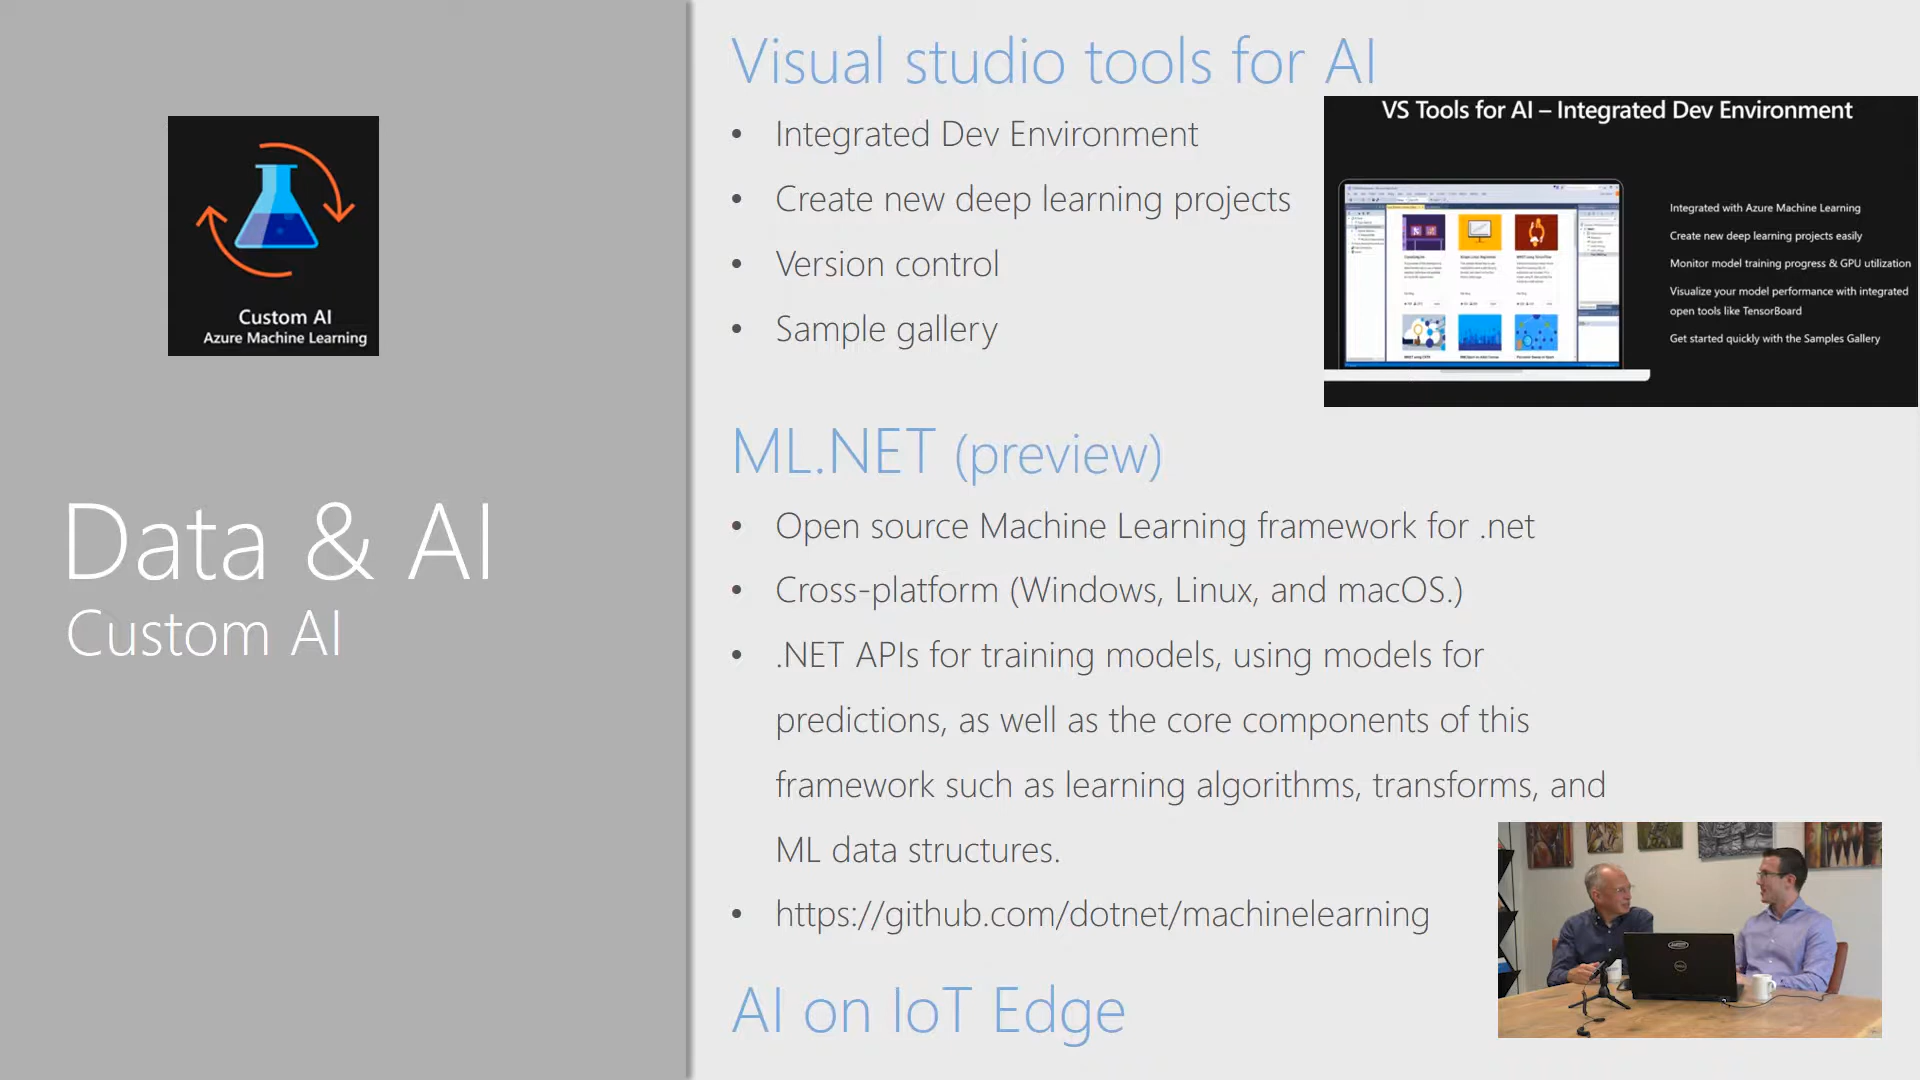 Custom AI
Azure Machine Learning
Data & AI
Custom AI
Visual studio tools for AI
• Integrated Dev Environment
• Create new deep learning projects
• Version control
• Sample gallery
VS Tools for AI – Integrated Dev Environment
Integrated with Azure Machine Learning
Create new deep learning projects easily
Monitor model training progress & GPU utilization
Visualize your model performance with integrated
open tools like TensorBoard
Get started quickly with the Samples Gallery
ML.NET (preview)
• Open source Machine Learning framework for .net
• Cross-platform (Windows, Linux, and macOS.)
• .NET APIs for training models, using models for
predictions, as well as the core components of this
framework such as learning algorithms, transforms, and
ML data structures.
• https://github.com/dotnet/machinelearning
AI on IoT Edge